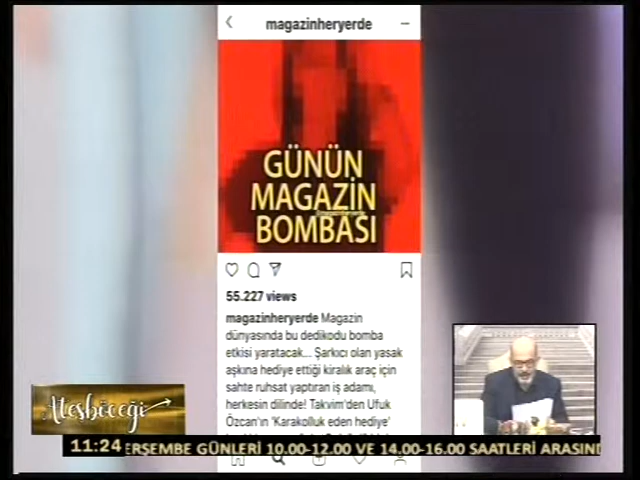 magazinheryerde
GÜNÜN
MAGAZİN
BOMBASI
55.227 views
magazinheryerde Magazin
dünyasında bu dedikodu bomba
etkisi yaratacak... Şarkıcı olan yasak
aşkına hediye ettiği kiralık araç için
sahte ruhsat yaptıran iş adamı,
herkesin dilinde! Takvim'den Ufuk
Özcan'ın 'Karakolluk eden hediye'
Ateşböceği
11:24 ERŞEMBE GÜNLERİ 10.00-12.00 VE 14.00-16.00 SAATLERİ ARASIND